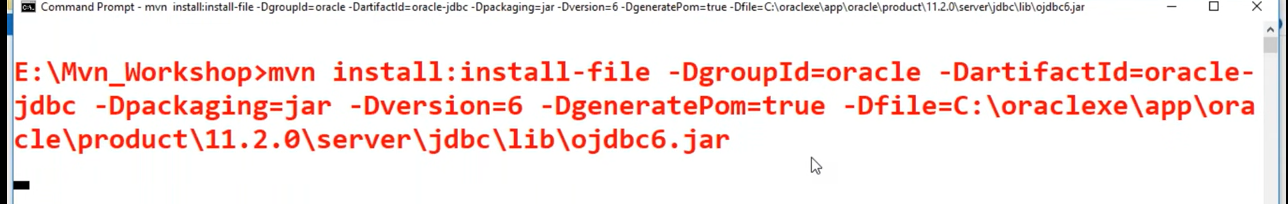 Command Prompt - mvn  install:install-file -DgroupId=oracle -DartifactId=oracle-jdbc -Dpackaging=jar -Dversion=6 -DgeneratePom=true -Dfile=C:\oraclexe\app\oracle\product\11.2.0\server\jdbc\lib\ojdbc6.jar
E:\Mvn_Workshop>mvn install:install-file -DgroupId=oracle -DartifactId=oracle-
jdbc -Dpackaging=jar -Dversion=6 -DgeneratePom=true -Dfile=C:\oraclexe\app\ora
cle\product\11.2.0\server\jdbc\lib\ojdbc6.jar